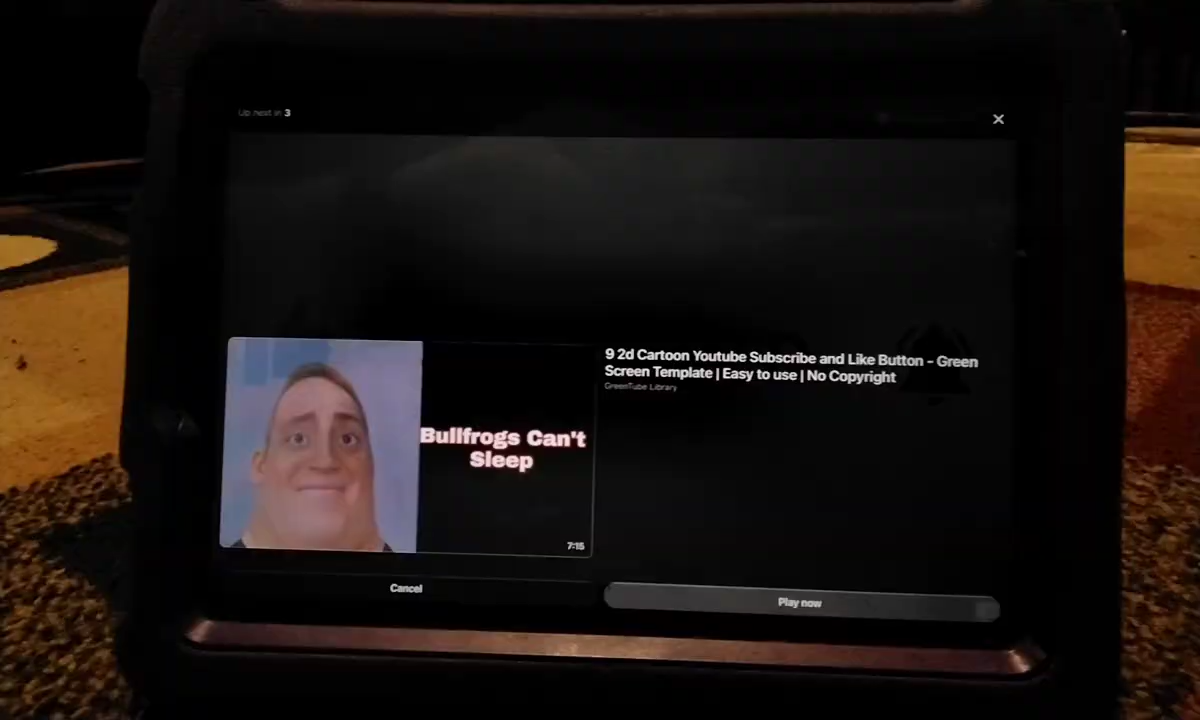 Up next in 3
9 2d Cartoon Youtube Subscribe and Like Button - Green
Screen Template | Easy to use | No Copyright
GreenTube Library
Bullfrogs Can't
Sleep
7:15
Cancel
Play now